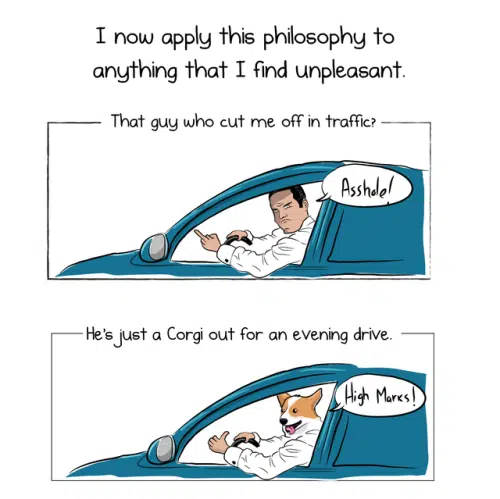 I now apply this philosophy to
anything that I find unpleasant.
That guy who cut me off in traffic?
Asshole!
He's just a Corgi out for an evening drive.
High Marks!